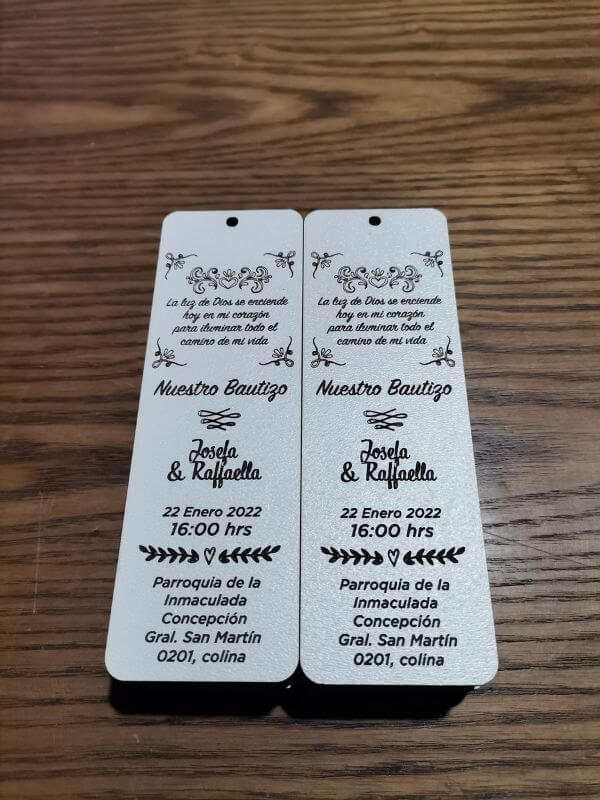 La luz de Dios se enciende
hoy en mi corazón
para iluminar todo el
camino de mi vida
Nuestro Bautizo
Josefa
& Raffaella
22 Enero 2022
16:00 hrs
Parroquia de la
Inmaculada
Concepción
Gral. San Martín
0201, colina
La luz de Dios se enciende
hoy en mi corazón
para iluminar todo el
camino de mi vida
Nuestro Bautizo
Josefa
& Raffaella
22 Enero 2022
16:00 hrs
Parroquia de la
Inmaculada
Concepción
Gral. San Martín
0201, colina